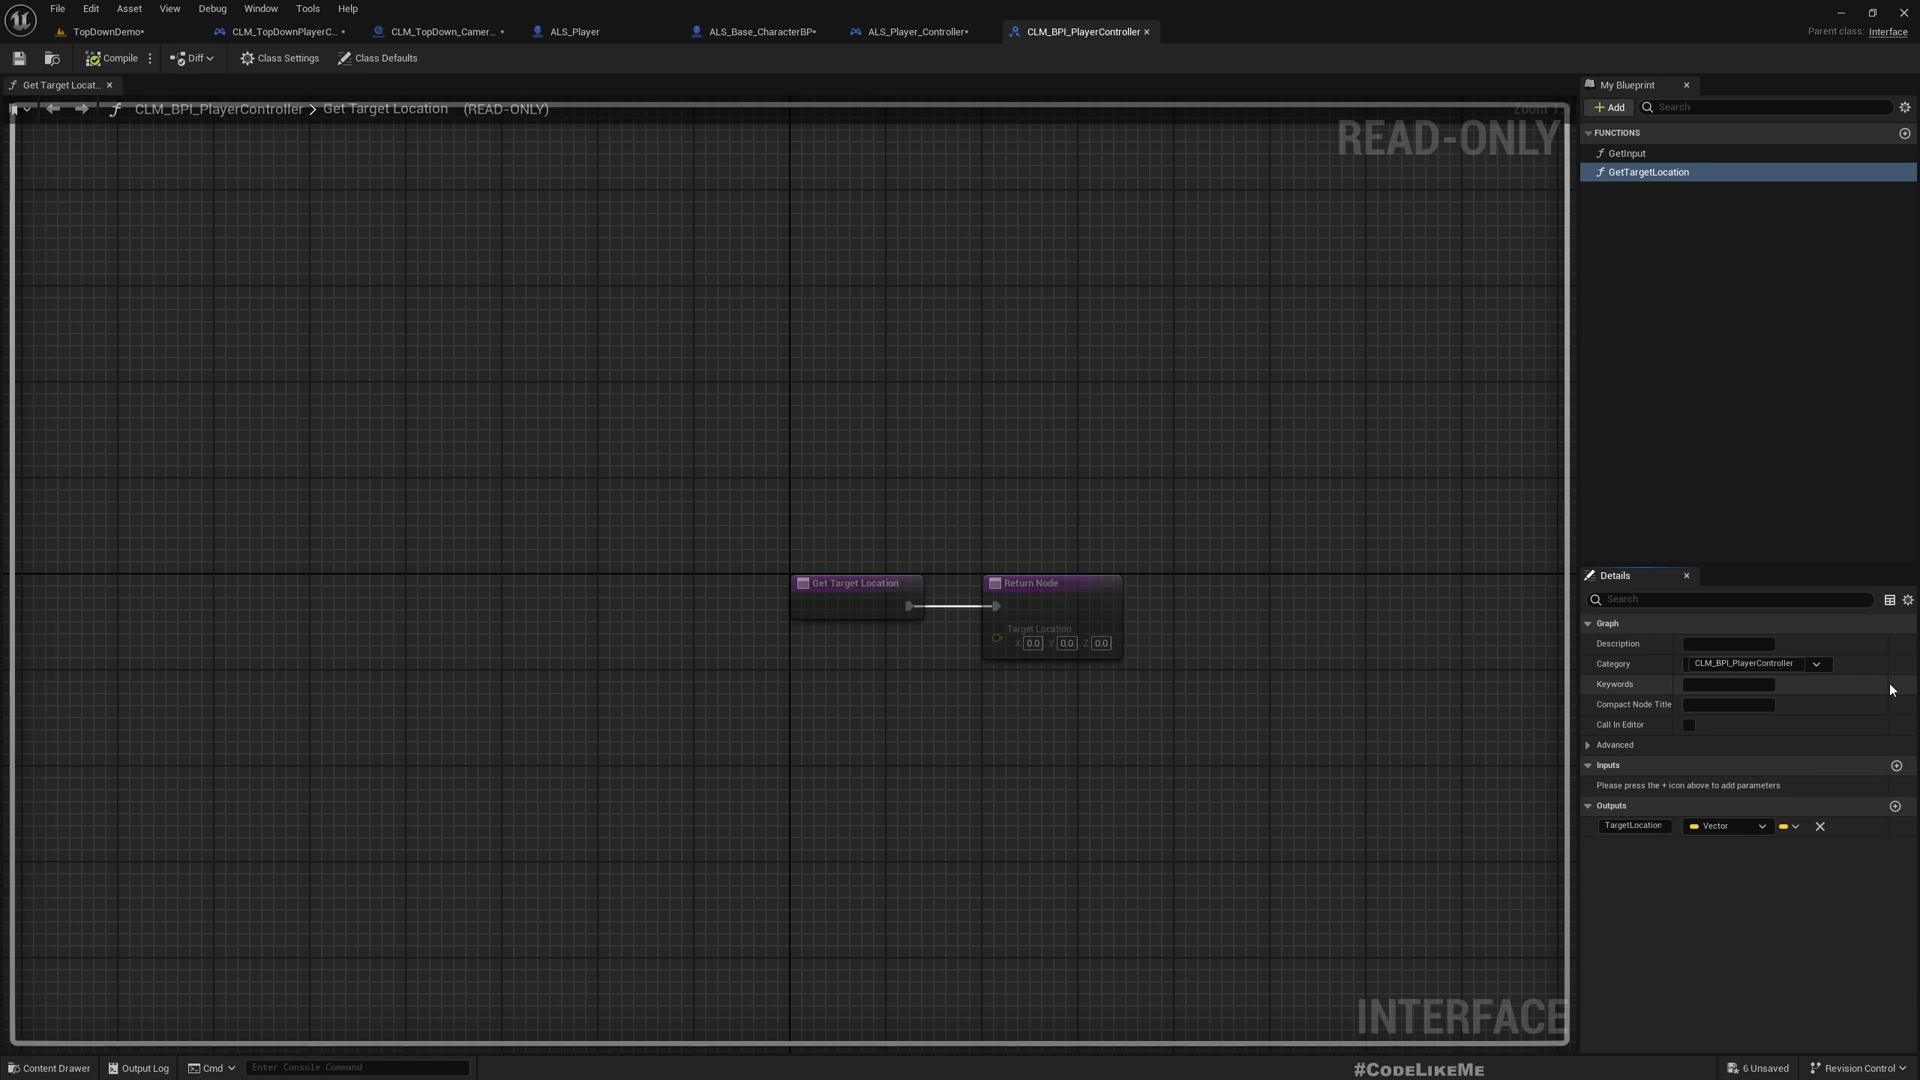 File Edit Asset View Debug Window Tools Help
TopDownDemo* CLM_TopDownPlayerC... * CLM_TopDown_Camer... * ALS_Player ALS_Base_CharacterBP* ALS_Player_Controller* CLM_BPI_PlayerController
Parent class: Interface
Compile Diff Class Settings Class Defaults
Get Target Locat...
CLM_BPI_PlayerController > Get Target Location (READ-ONLY)
READ-ONLY
Get Target Location
Return Node
Target Location
X 0.0 Y 0.0 Z 0.0
INTERFACE
My Blueprint
+ Add Search
FUNCTIONS
GetInput
GetTargetLocation
Details
Search
Graph
Description
Category CLM_BPI_PlayerController
Keywords
Compact Node Title
Call In Editor
Advanced
Inputs
Please press the + icon above to add parameters
Outputs
TargetLocation Vector
Content Drawer Output Log Cmd Enter Console Command
#CodeLikeMe
6 Unsaved Revision Control